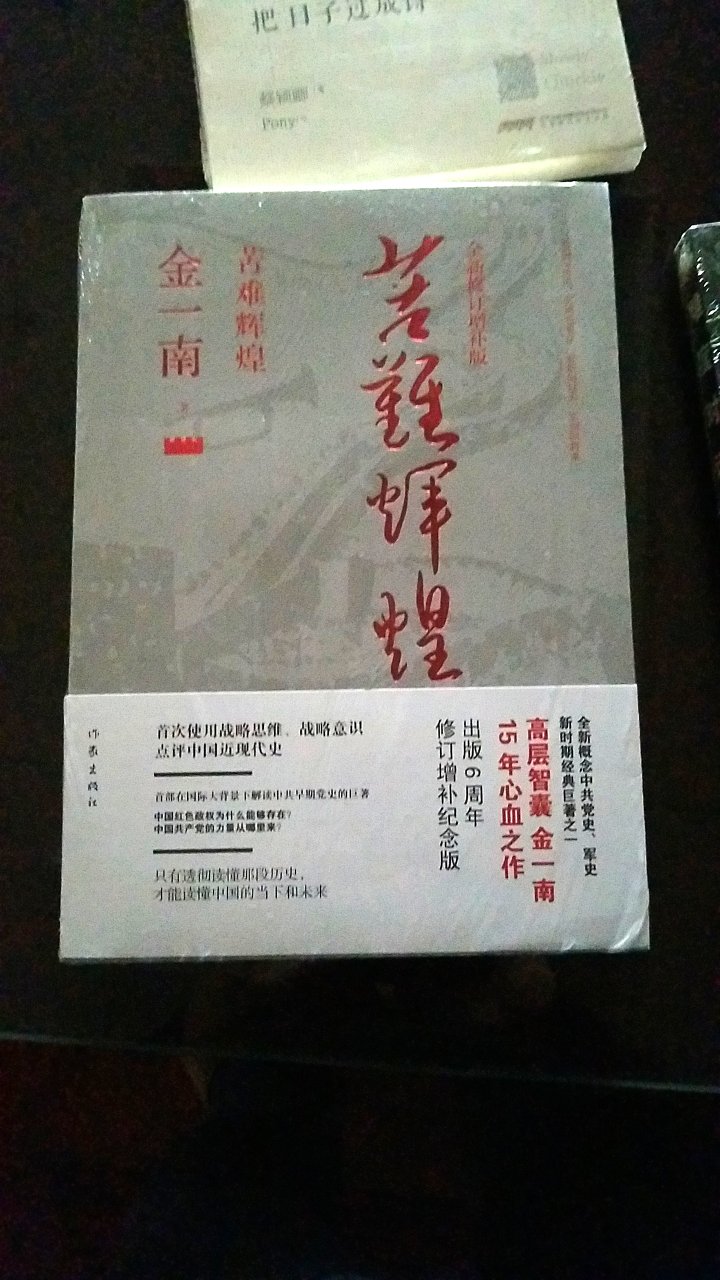 把日子过成诗
蔡颖卿
Pony
全新修订增补版
苦難輝煌
苦难辉煌
金一南
著
全新概念中共党史、军史
新时期经典巨著之一
高层智囊 金一南
15年心血之作
出版6周年
修订增补纪念版
首次使用战略思维、战略意识
点评中国近现代史
首部在国际大背景下解读中共早期党史的巨著
中国红色政权为什么能够存在?
中国共产党的力量从哪里来?
只有透彻读懂那段历史，
才能读懂中国的当下和未来
作家出版社